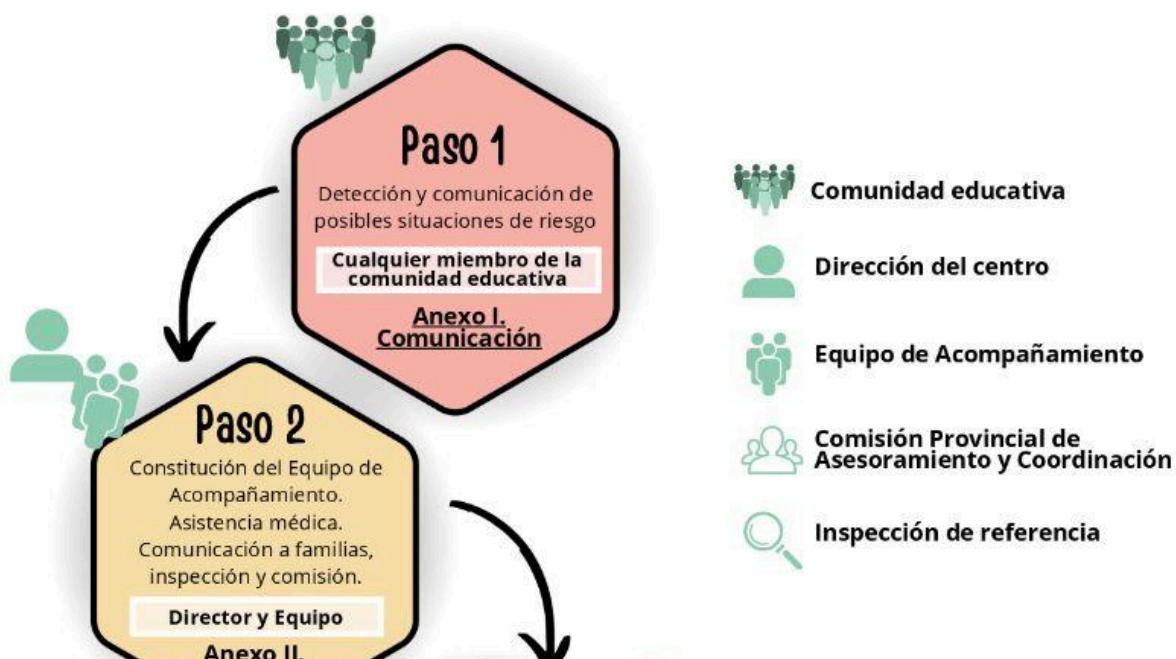 Paso 1
Detección y comunicación de
posibles situaciones de riesgo
Cualquier miembro de la
comunidad educativa
Anexo I.
Comunicación
Paso 2
Constitución del Equipo de
Acompañamiento.
Asistencia médica.
Comunicación a familias,
inspección y comisión.
Director y Equipo
Anexo II.
Comunidad educativa
Dirección del centro
Equipo de Acompañamiento
Comisión Provincial de
Asesoramiento y Coordinación
Inspección de referencia